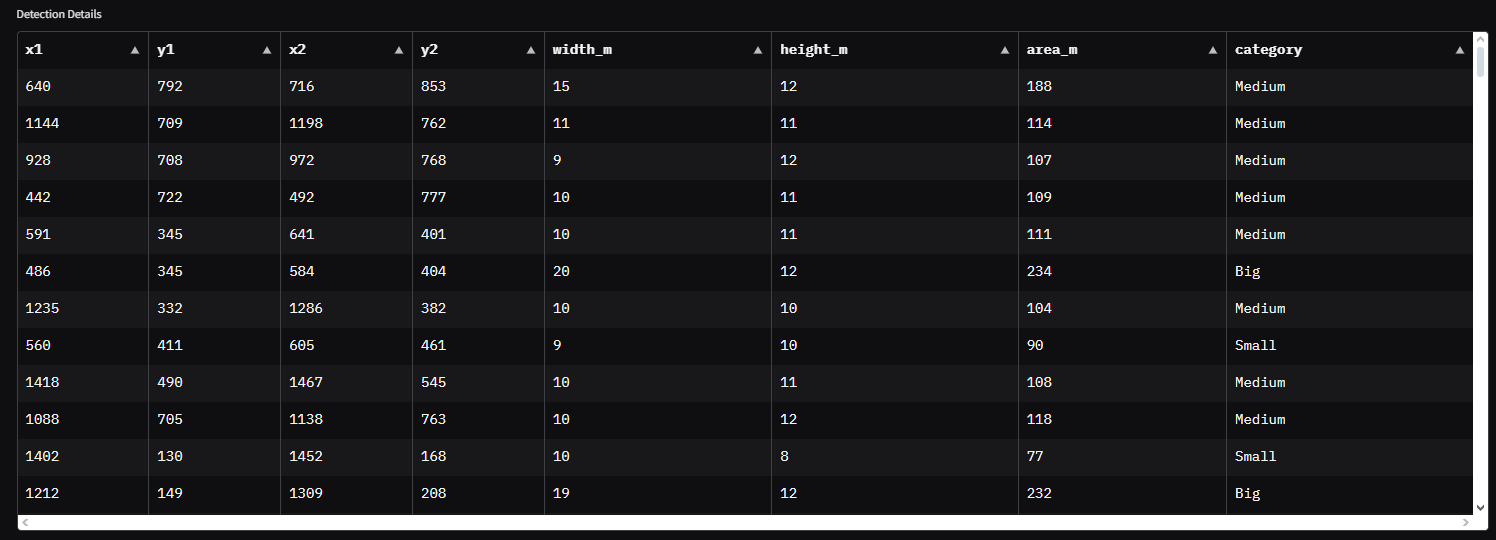 Detection Details
x1 y1 x2 y2 width_m height_m area_m category
640 792 716 853 15 12 188 Medium
1144 709 1198 762 11 11 114 Medium
928 708 972 768 9 12 107 Medium
442 722 492 777 10 11 109 Medium
591 345 641 401 10 11 111 Medium
486 345 584 404 20 12 234 Big
1235 332 1286 382 10 10 104 Medium
560 411 605 461 9 10 90 Small
1418 490 1467 545 10 11 108 Medium
1088 705 1138 763 10 12 118 Medium
1402 130 1452 168 10 8 77 Small
1212 149 1309 208 19 12 232 Big